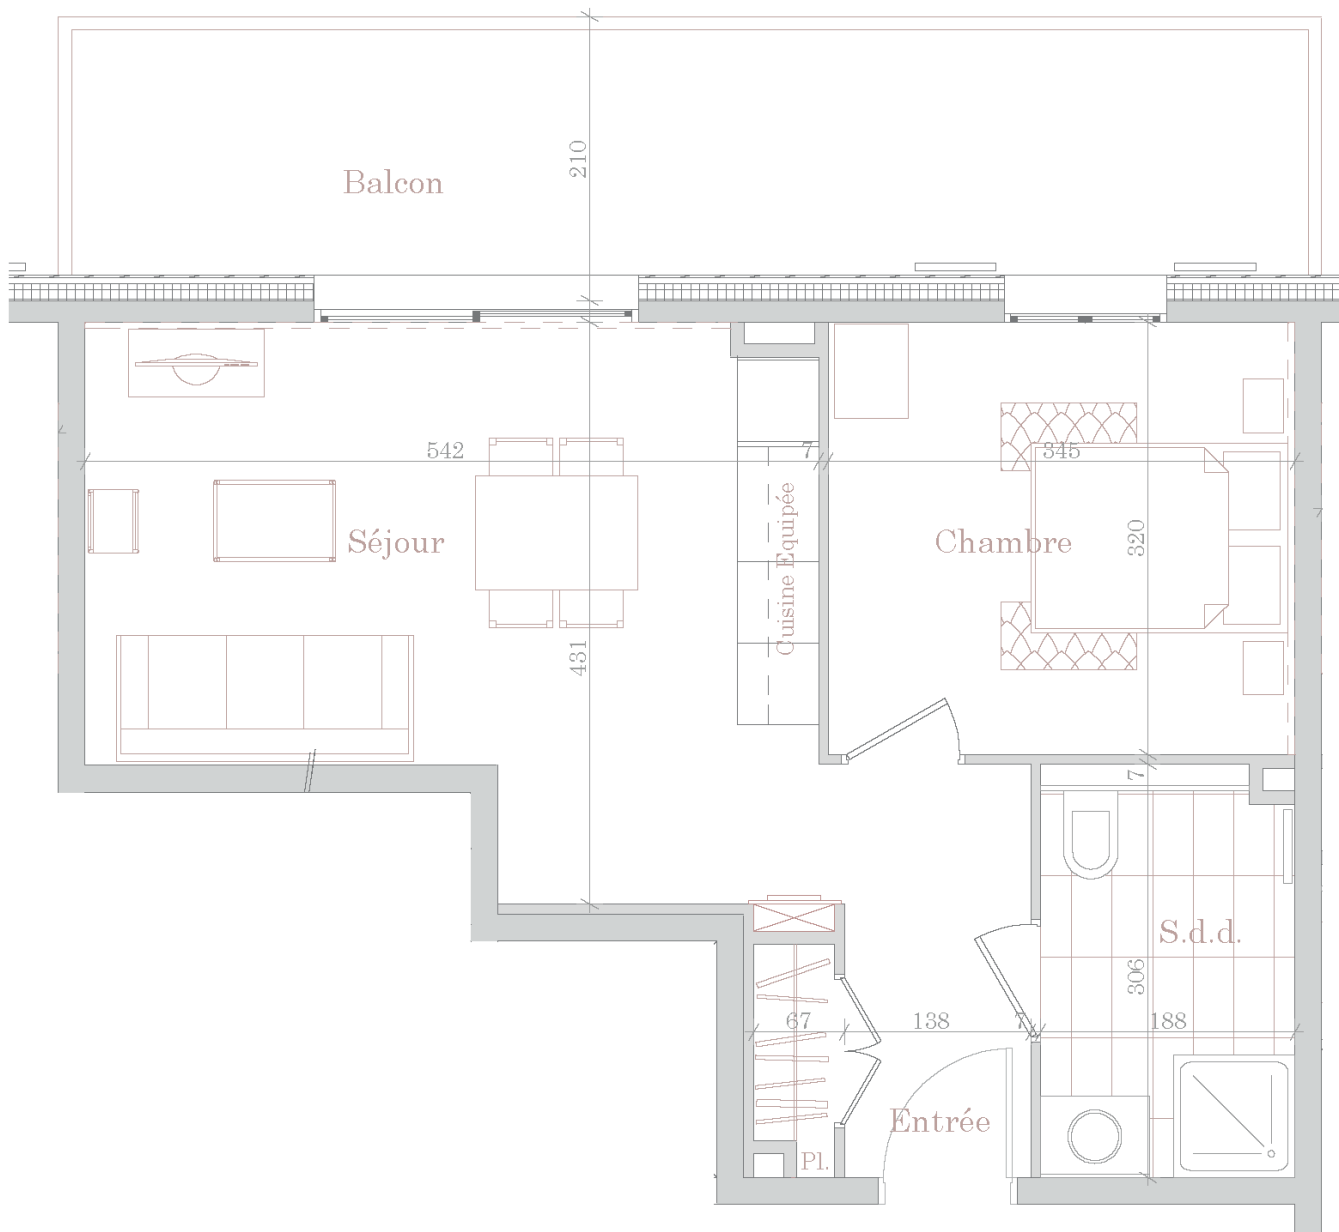 Balcon
210
542
7
345
Séjour
Cuisine Equipée
Chambre
320
431
7
S.d.d.
306
67
138
7
188
Entrée
Pl.